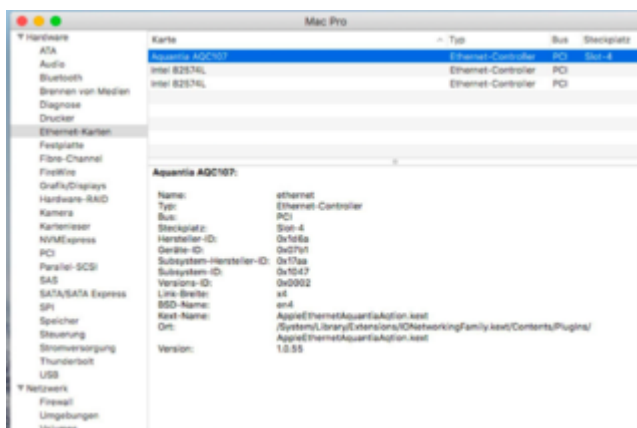 Mac Pro
Hardware
ATA
Audio
Bluetooth
Brennen von Medien
Diagnose
Drucker
Ethernet-Karten
Festplatte
Fibre-Channel
FireWire
Grafik/Displays
Hardware-RAID
Kamera
Kartenleser
NVMExpress
PCI
Parallel-SCSI
SAS
SATA/SATA Express
SPI
Speicher
Steuerung
Stromversorgung
Thunderbolt
USB
Netzwerk
Firewall
Umgebungen
Volumes
Karte Typ Bus Steckplatz
Aquantia AQC107 Ethernet-Controller PCI Slot-4
Intel 82574L Ethernet-Controller PCI
Intel 82574L Ethernet-Controller PCI
Aquantia AQC107:
Name: ethernet
Typ: Ethernet-Controller
Bus: PCI
Steckplatz: Slot-4
Hersteller-ID: 0x1d6a
Geräte-ID: 0x07b1
Subsystem-Hersteller-ID: 0x17aa
Subsystem-ID: 0x1047
Versions-ID: 0x0002
Link-Breite: x4
BSD-Name: en4
Kext-Name: AppleEthernetAquantiaAqtion.kext
Ort: /System/Library/Extensions/IONetworkingFamily.kext/Contents/PlugIns/
AppleEthernetAquantiaAqtion.kext
Version: 1.0.55